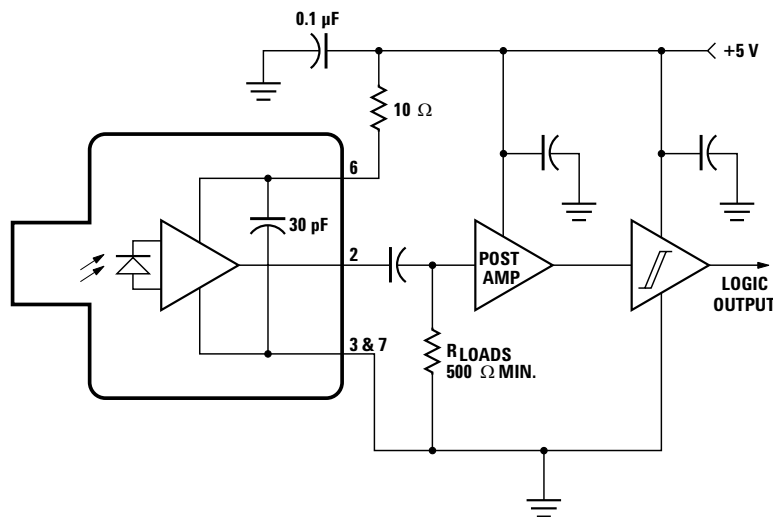 0.1 µF
+5 V
10 Ω
6
30 pF
2
POST
AMP
LOGIC
OUTPUT
3 & 7
RLOADS
500 Ω MIN.